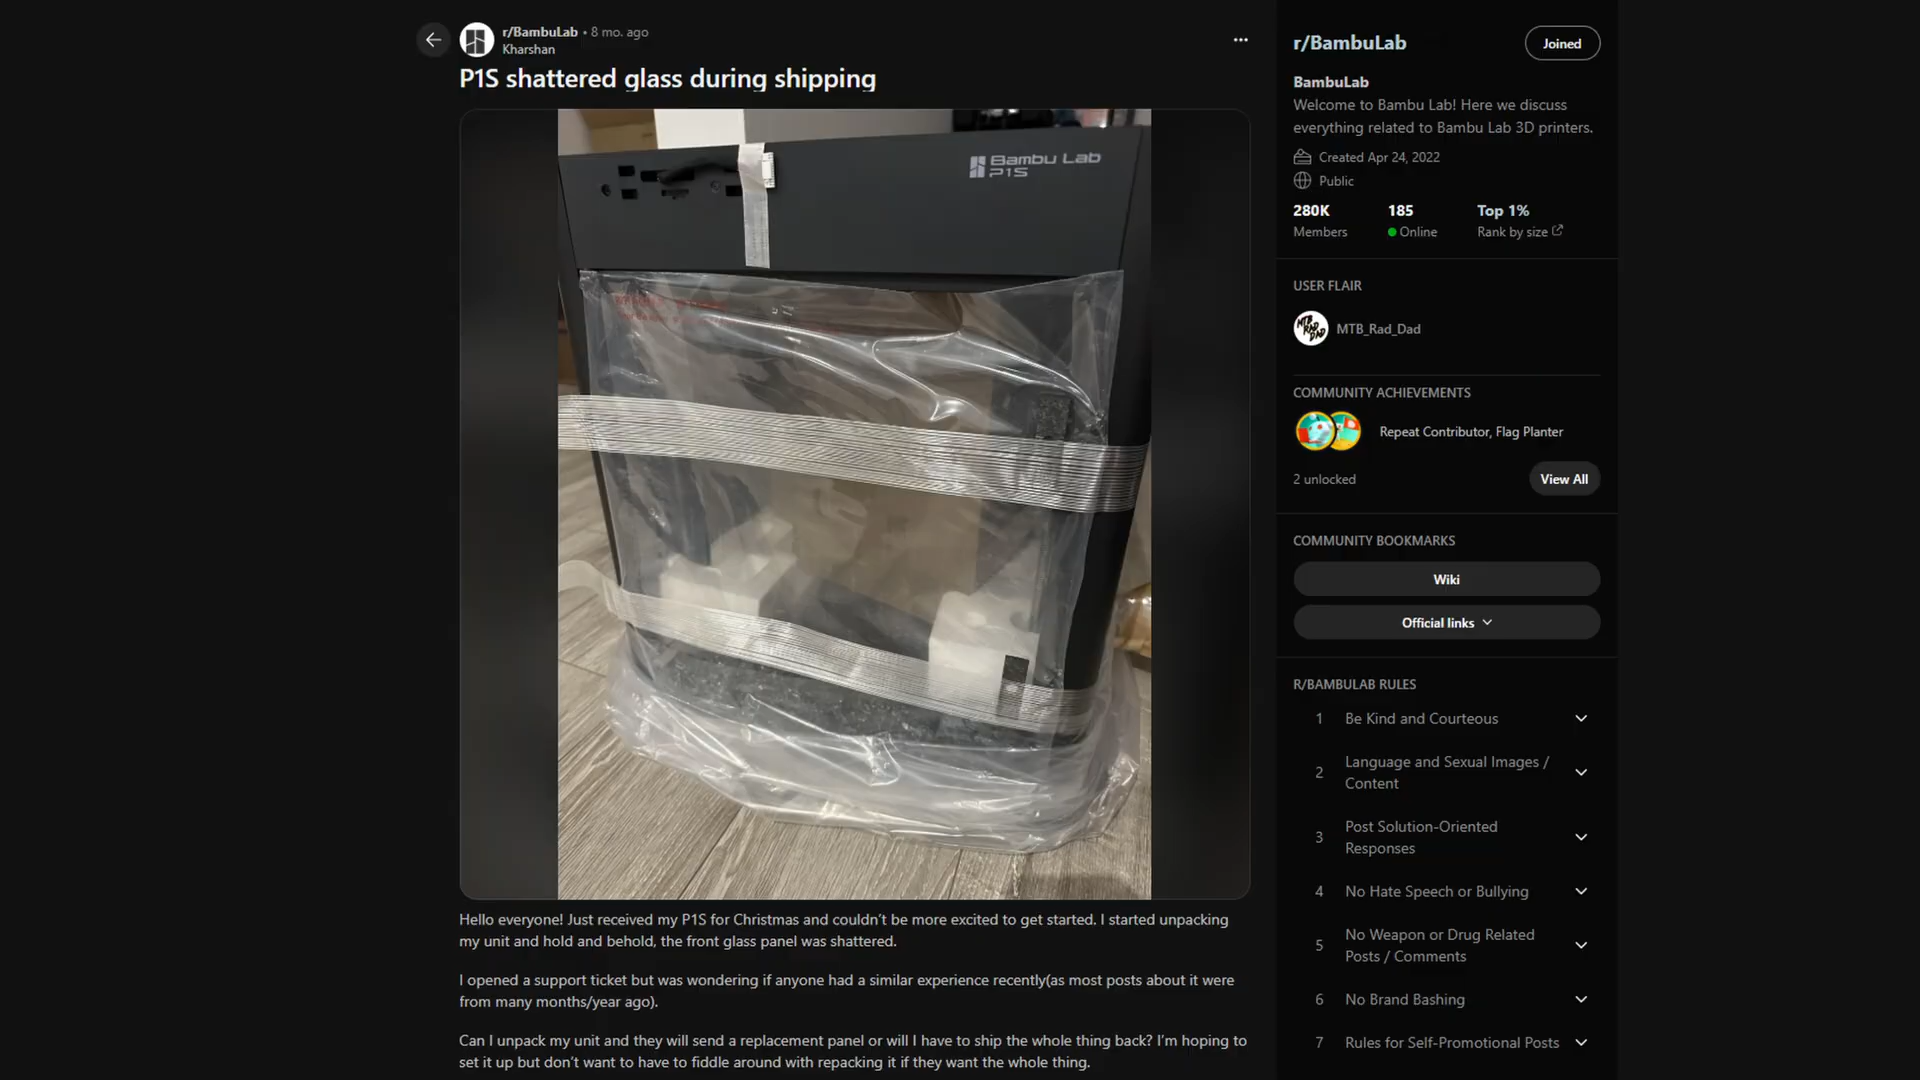 r/BambuLab • 8 mo. ago
Kharshan
P1S shattered glass during shipping
Bambu Lab
P1S
Hello everyone! Just received my P1S for Christmas and couldn't be more excited to get started. I started unpacking
my unit and hold and behold, the front glass panel was shattered.
I opened a support ticket but was wondering if anyone had a similar experience recently(as most posts about it were
from many months/year ago).
Can I unpack my unit and they will send a replacement panel or will I have to ship the whole thing back? I'm hoping to
set it up but don't want to have to fiddle around with repacking it if they want the whole thing.
r/BambuLab
Joined
BambuLab
Welcome to Bambu Lab! Here we discuss
everything related to Bambu Lab 3D printers.
Created Apr 24, 2022
Public
280K 185 Top 1%
Members Online Rank by size
USER FLAIR
MTB RAD DAD
MTB_Rad_Dad
COMMUNITY ACHIEVEMENTS
Repeat Contributor, Flag Planter
2 unlocked
View All
COMMUNITY BOOKMARKS
Wiki
Official links
R/BAMBULAB RULES
1 Be Kind and Courteous
2 Language and Sexual Images /
Content
3 Post Solution-Oriented
Responses
4 No Hate Speech or Bullying
5 No Weapon or Drug Related
Posts / Comments
6 No Brand Bashing
7 Rules for Self-Promotional Posts